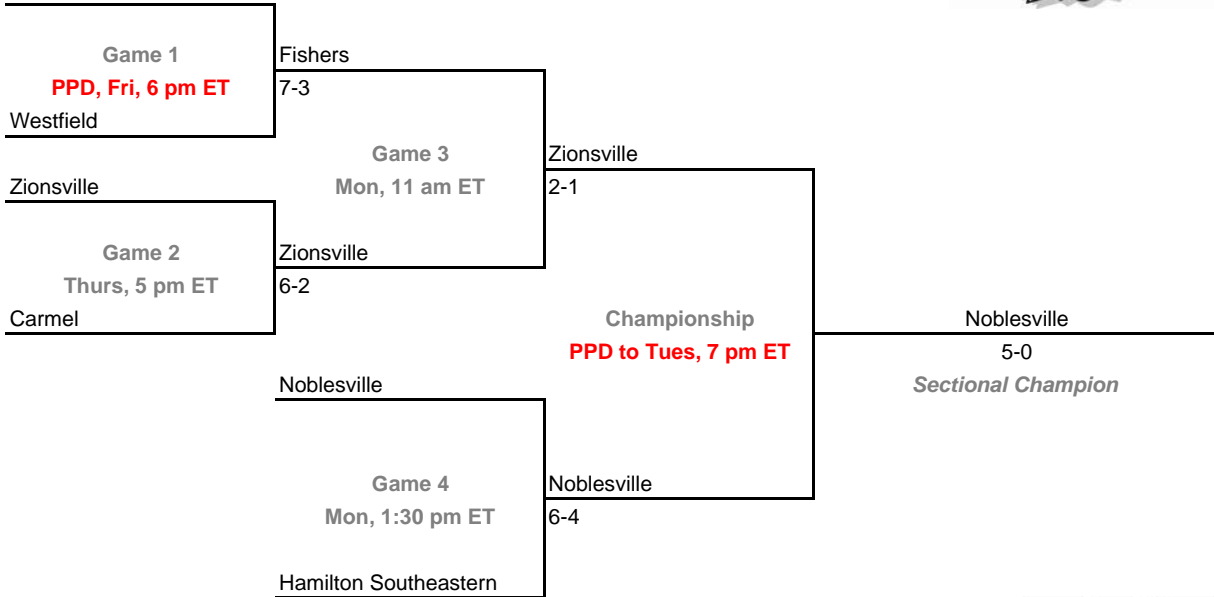 Game 1
PPD, Fri, 6 pm ET
Westfield
Fishers
7-3
Zionsville
Game 2
Thurs, 5 pm ET
Carmel
Zionsville
6-2
Game 3
Mon, 11 am ET
Zionsville
2-1
Noblesville
Game 4
Mon, 1:30 pm ET
Hamilton Southeastern
Noblesville
6-4
Championship
PPD to Tues, 7 pm ET
Noblesville
5-0
Sectional Champion